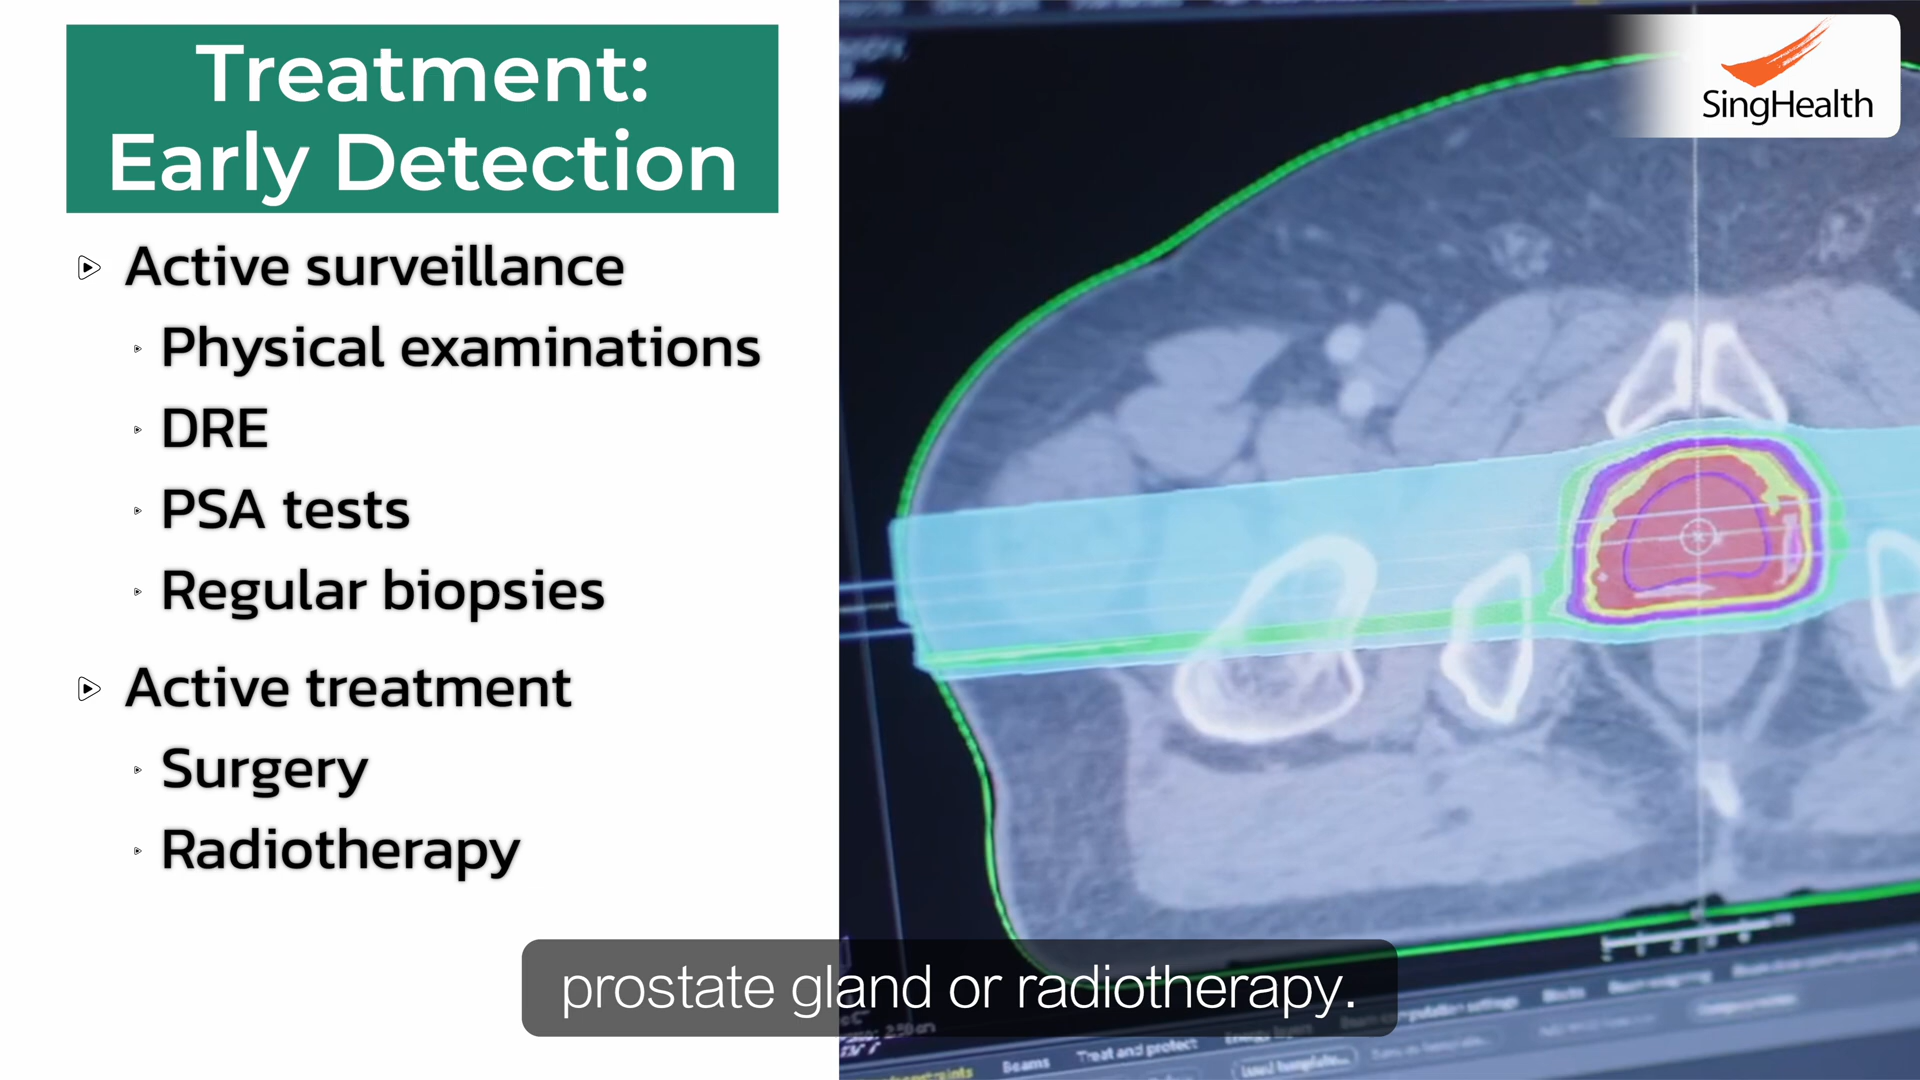 Treatment:
Early Detection
SingHealth
Active surveillance
Physical examinations
DRE
PSA tests
Regular biopsies
Active treatment
Surgery
Radiotherapy
prostate gland or radiotherapy.
Beams
Treat and protect